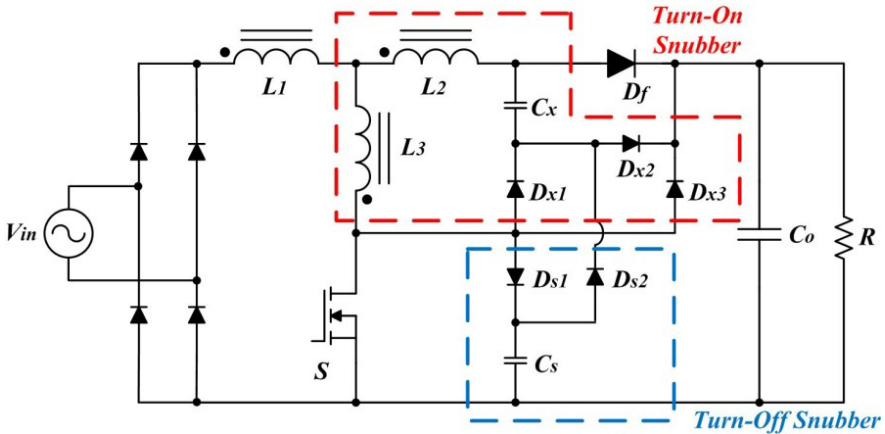 Turn-On
Snubber
L1
L2
Df
Cx
L3
Dx2
Dx1
Dx3
Vin
Co
R
Ds1
Ds2
S
Cs
Turn-Off Snubber